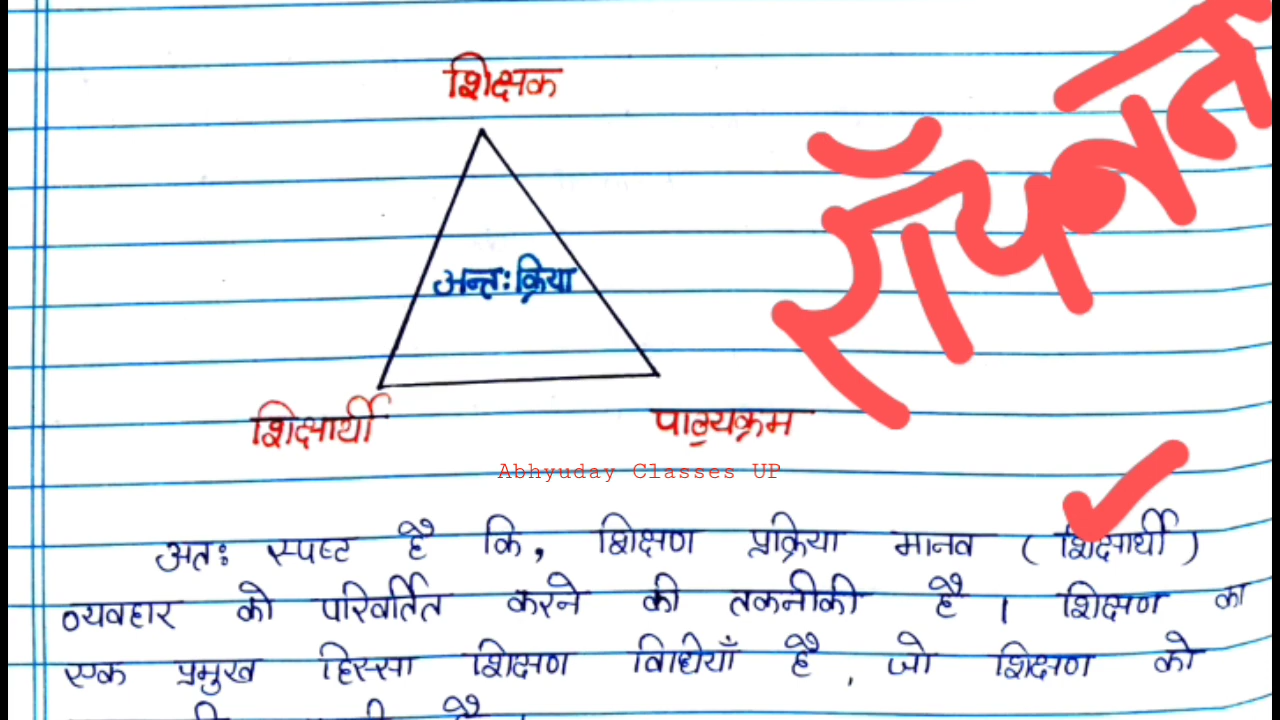 शिक्षक
अन्तः क्रिया
शिक्षार्थी
पाठ्यक्रम
Abhyuday Classes UP
अतः स्पष्ट है कि, शिक्षण प्रक्रिया मानव ( शिक्षार्थी )
व्यवहार को परिवर्तित करने की तकनीकी है । शिक्षण का
एक प्रमुख हिस्सा शिक्षण विधियाँ है , जो शिक्षण को